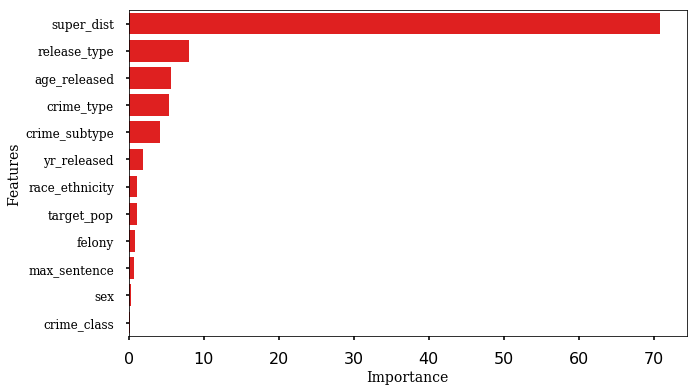 super_dist
release_type
age_released
crime_type
crime_subtype
yr_released
race_ethnicity
target_pop
felony
max_sentence
sex
crime_class
Features
0 10 20 30 40 50 60 70
Importance